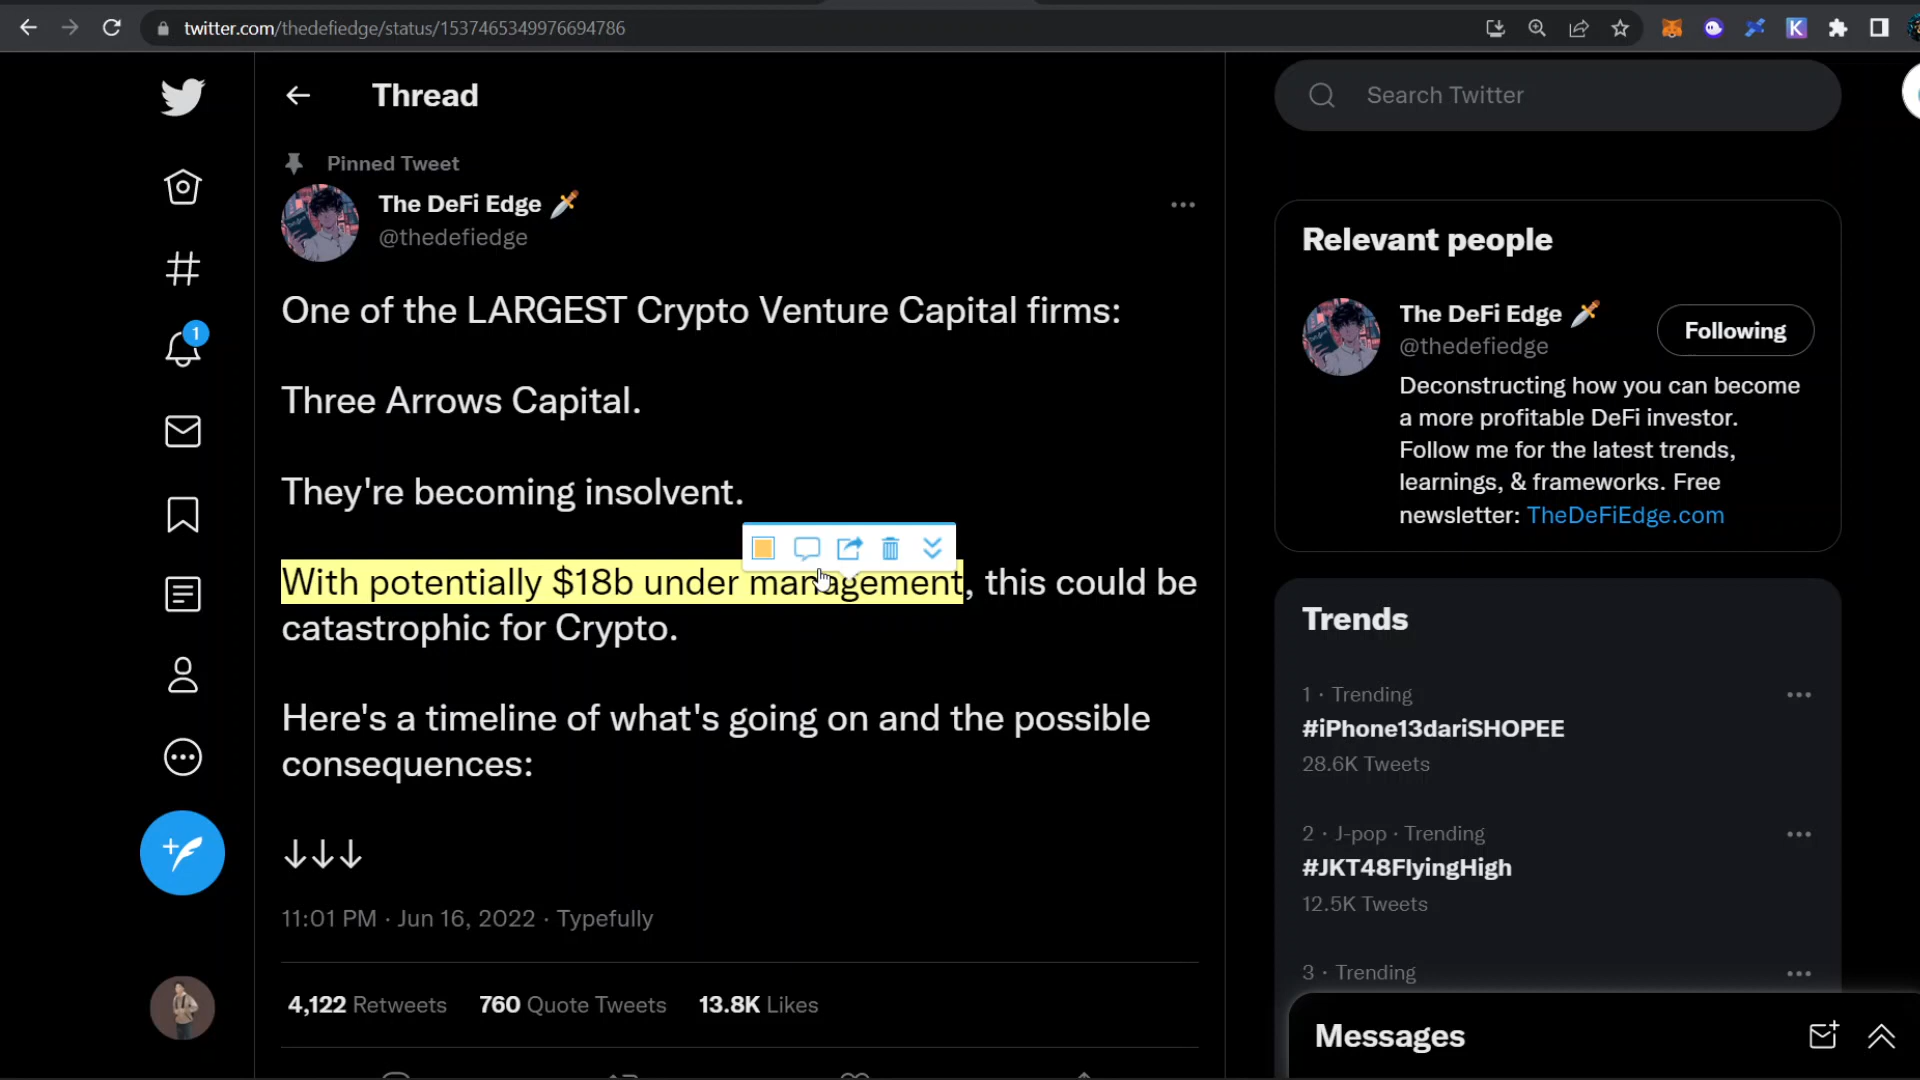 twitter.com/thedefiedge/status/1537465349976694786
Thread
Search Twitter
Pinned Tweet
The DeFi Edge
@thedefiedge
One of the LARGEST Crypto Venture Capital firms:
Three Arrows Capital.
They're becoming insolvent.
With potentially $18b under management, this could be
catastrophic for Crypto.
Here's a timeline of what's going on and the possible
consequences:
↓↓↓
11:01 PM · Jun 16, 2022 · Typefully
4,122 Retweets 760 Quote Tweets 13.8K Likes
1
Relevant people
The DeFi Edge
@thedefiedge
Following
Deconstructing how you can become
a more profitable DeFi investor.
Follow me for the latest trends,
learnings, & frameworks. Free
newsletter: TheDeFiEdge.com
Trends
1 · Trending
#iPhone13dariSHOPEE
28.6K Tweets
2 · J-pop · Trending
#JKT48FlyingHigh
12.5K Tweets
3 · Trending
Messages
K